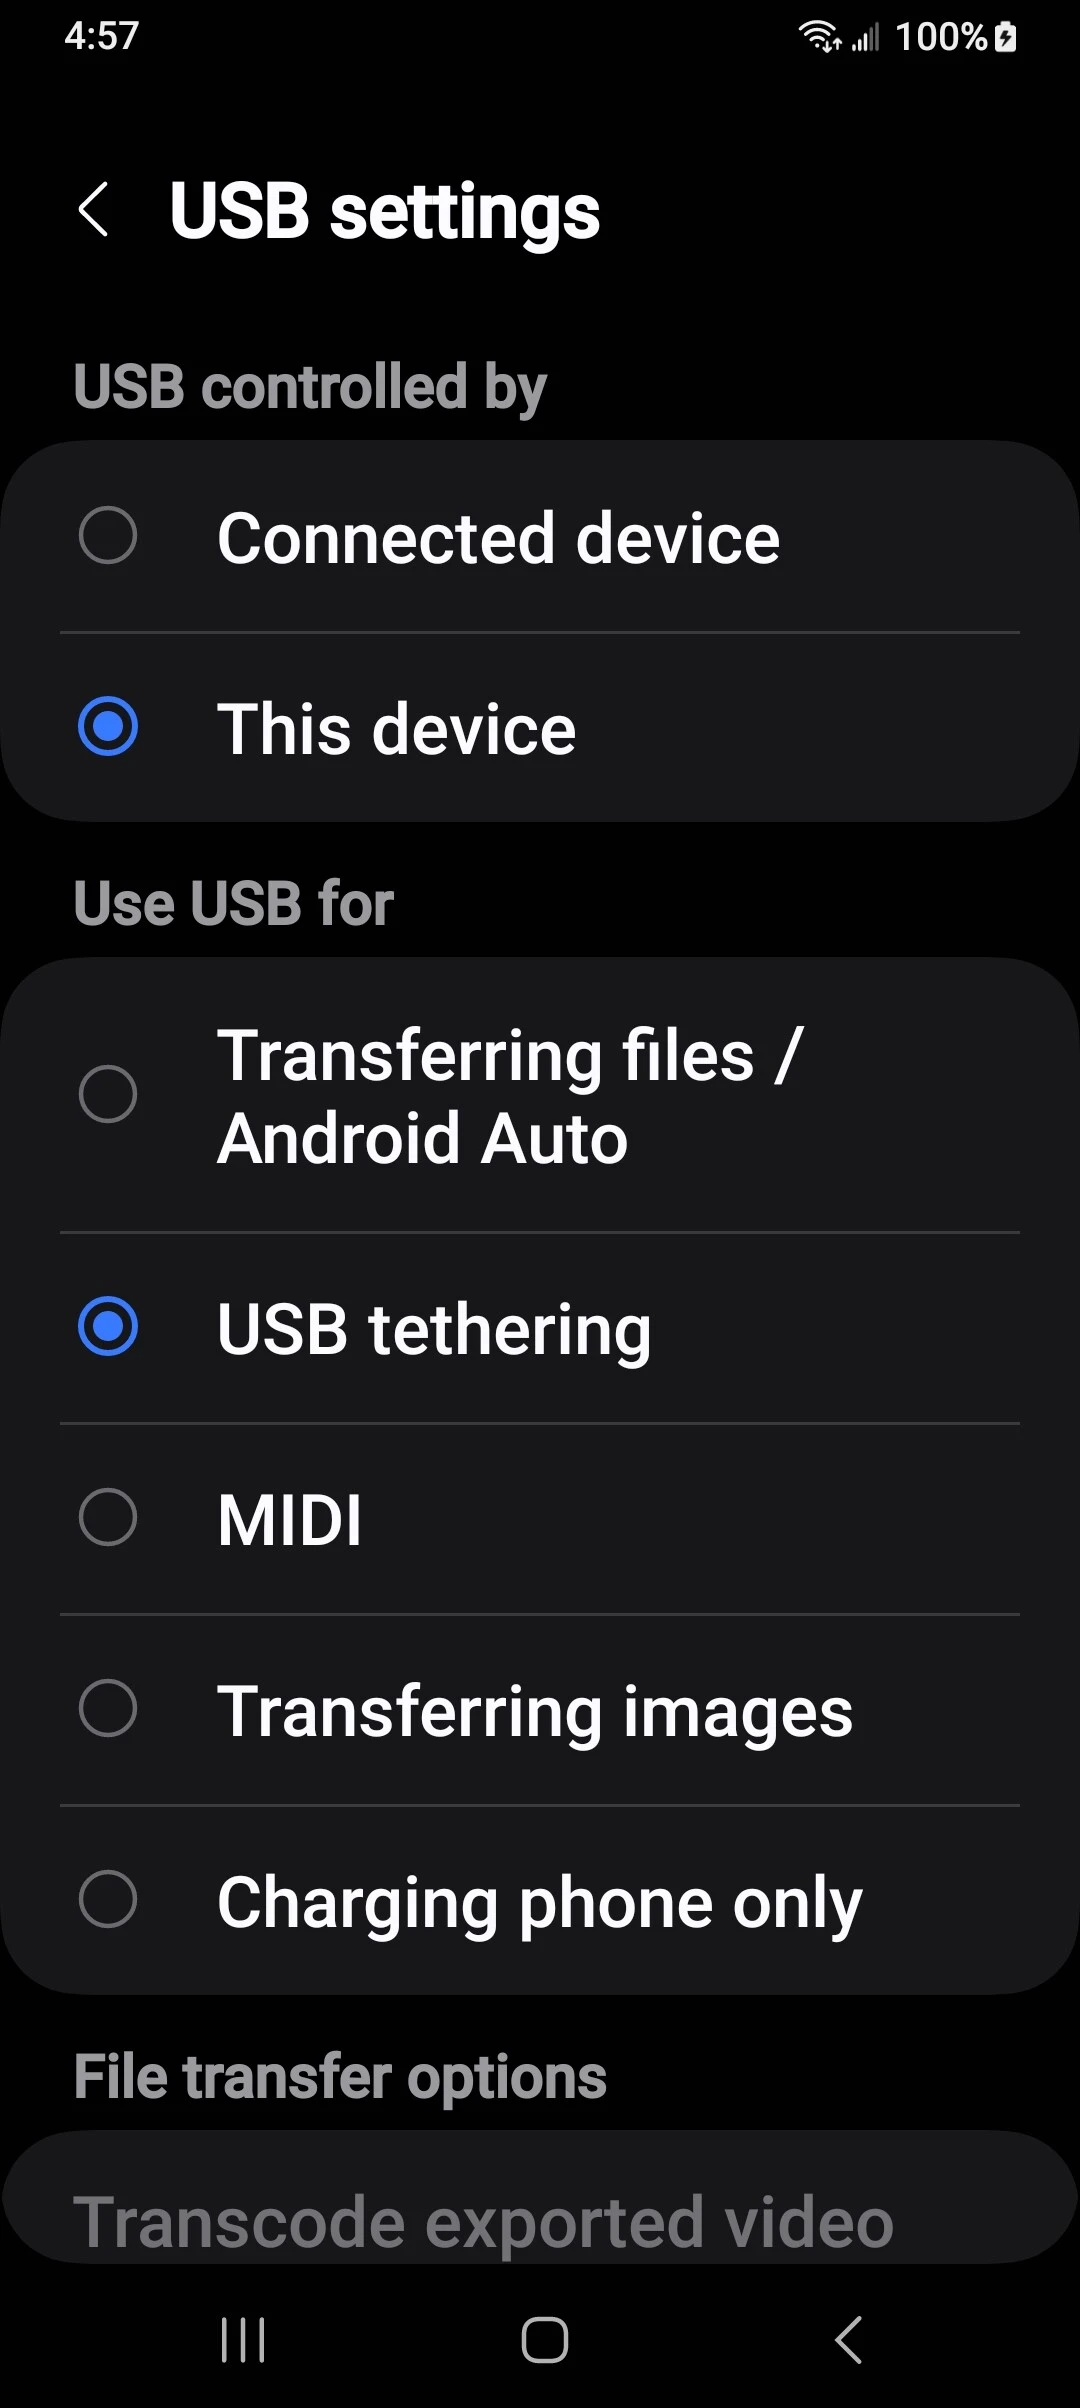 4:57
100%
USB settings
USB controlled by
Connected device
This device
Use USB for
Transferring files /
Android Auto
USB tethering
MIDI
Transferring images
Charging phone only
File transfer options
Transcode exported video